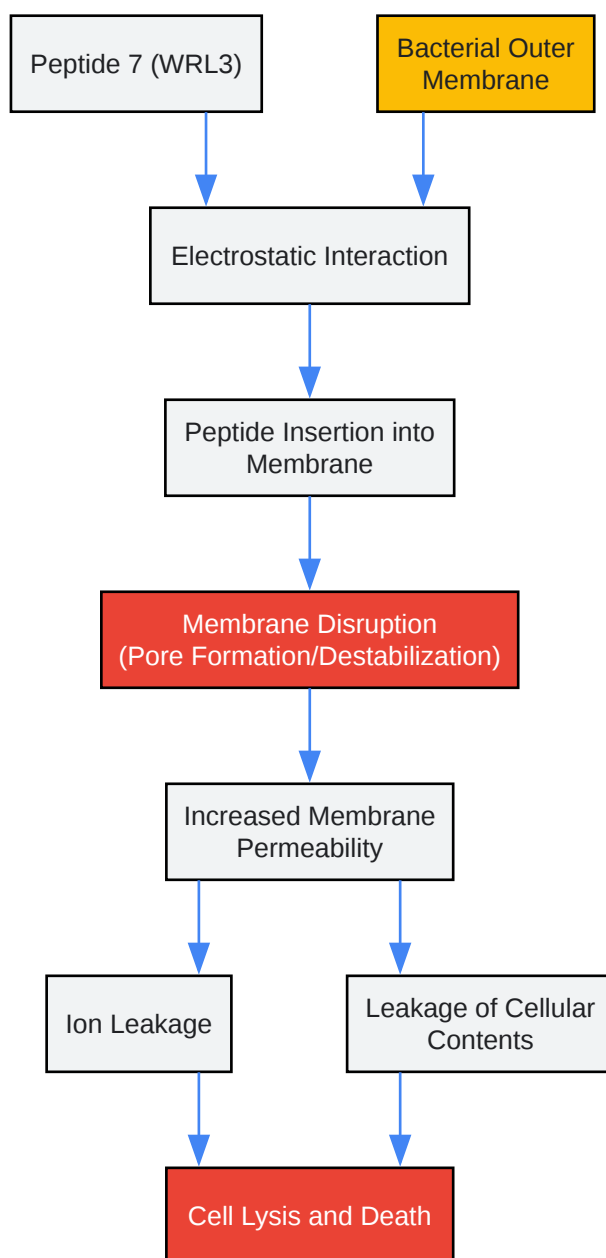 Peptide 7 (WRL3)
Bacterial Outer
Membrane
Electrostatic Interaction
Peptide Insertion into
Membrane
Membrane Disruption
(Pore Formation/Destabilization)
Increased Membrane
Permeability
Ion Leakage
Leakage of Cellular
Contents
Cell Lysis and Death